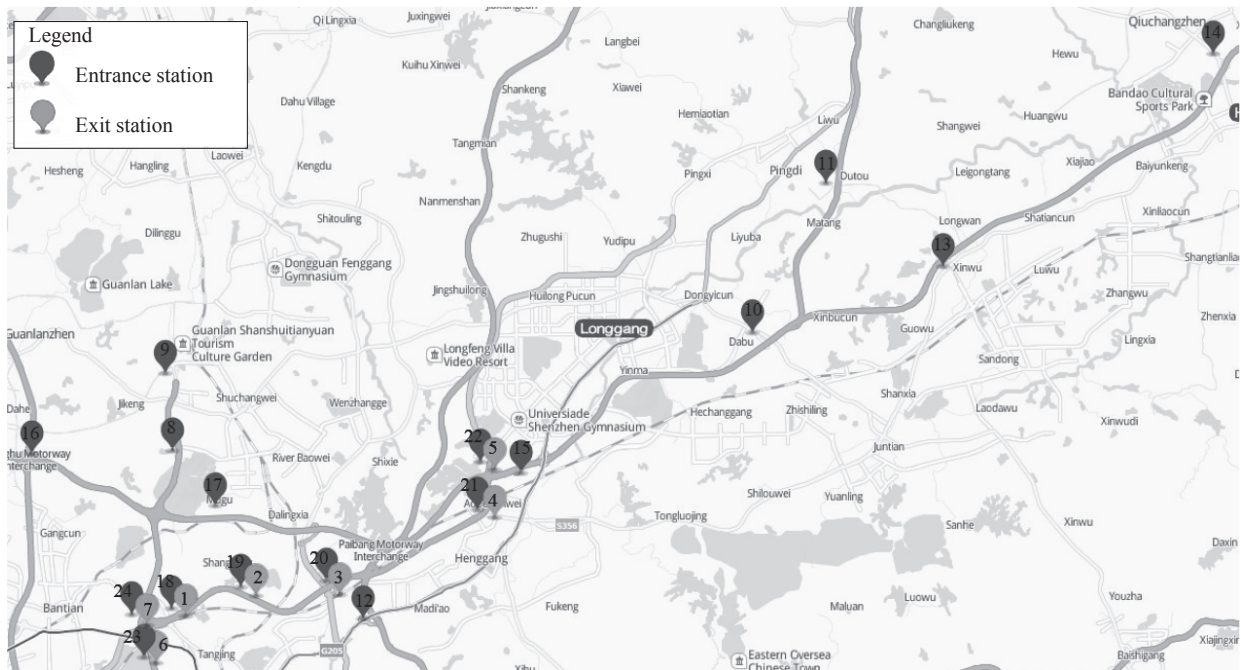 Legend
Entrance station
Exit station
Qi Lingxia
Juxingwei
Langbei
Changliukeng
Qiuchangzhen
14
Kuihu Xinwei
Hewu
Shankeng
Xiawei
Bandao Cultural
Sports Park
Dahu Village
Hemiaotian
Liwu
Huangwu
Shangwei
Laowei
Tangmian
Hesheng
Hangling
Kengdu
Pingxi
Pingdi
11
Dutou
Leigongtang
Xiajiao
Baiyunkeng
Nanmenshan
Shitouling
Matang
Longwan
Shatiancun
Xinliaocun
Dilinggu
Zhugushi
Yudipu
Liyuba
13
Xinwu
Luwu
Shangtianliao
Dongguan Fenggang
Gymnasium
Guanlan Lake
Jingshuilong
Huilong Pucun
Dongyicun
Zhangwu
10
Xinbucun
Zhenxia
Guanlanzhen
Guanlan Shanshuitianyuan
Tourism
Culture Garden
Longgang
Guowu
Dabu
Lingxia
9
Longfeng Villa
Video Resort
Sandong
Yinma
Shanxia
Dahe
Jikeng
Shuchangwei
Wenzhangge
Hechanggang
Zhishiling
Laodawu
Universiade
Shenzhen Gymnasium
Xinwudi
16
8
22
5
15
Juntian
ghu Motorway
Interchange
River Baowei
Shixie
17
21
4
Shilouwei
Yuanling
Dalingxia
S356
Tongluojing
Sanhe
Xinwu
Gangcun
Paibang Motorway
Interchange
Henggang
Daxin
19
2
20
3
24
7
18
1
12
Bantian
Madi'ao
Fukeng
Maluan
Luowu
Youzha
23
6
Tanjing
G205
Eastern Oversea
Chinese Town
Baishigang
Xiajingxin